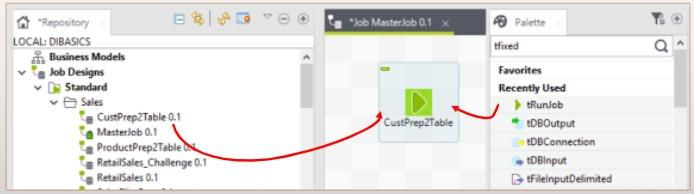 *Repository
LOCAL: DIBASICS
Business Models
Job Designs
Standard
Sales
CustPrep2Table 0.1
MasterJob 0.1
ProductPrep2Table 0.1
RetailSales_Challenge 0.1
RetailSales 0.1
*Job MasterJob 0.1
CustPrep2Table
Palette
tfixed
Favorites
Recently Used
tRunJob
tDBOutput
tDBConnection
tDBInput
tFileInputDelimited